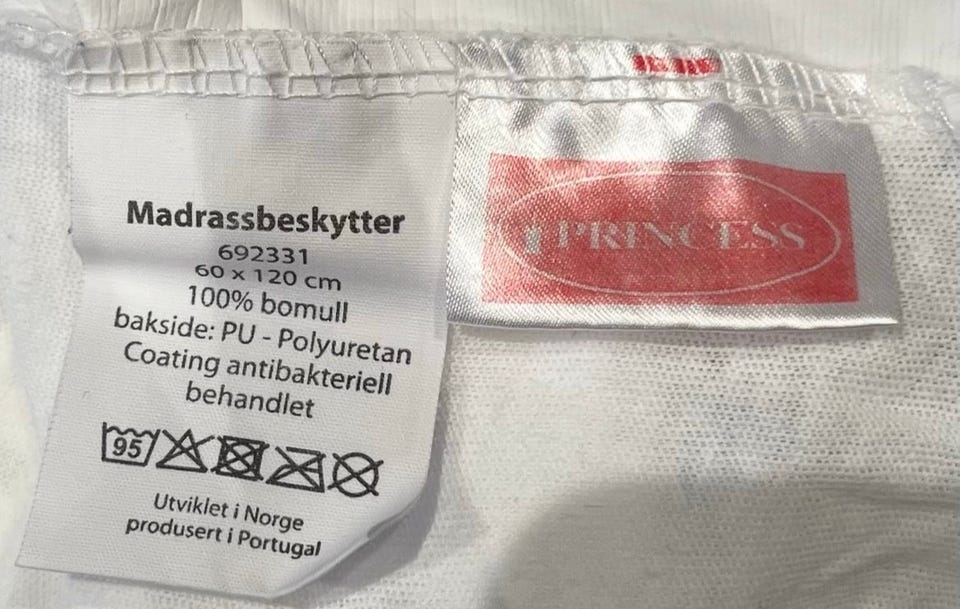 Madrassbeskytter
692331
60 x 120 cm
100% bomull
bakside: PU - Polyuretan
Coating antibakteriell
behandlet
95
Utviklet i Norge
produsert i Portugal
PRINCESS